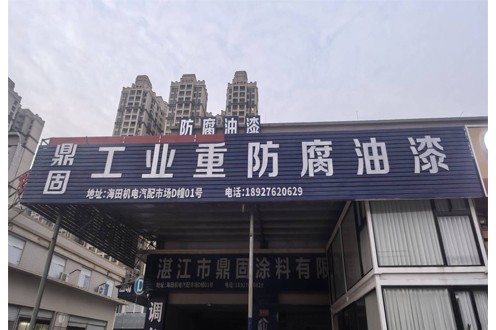 防腐油漆
鼎固
工业重防腐油漆
地址:海田机电汽配市场D幢01号 电话:18927620629
湛江市鼎固涂料有限
调